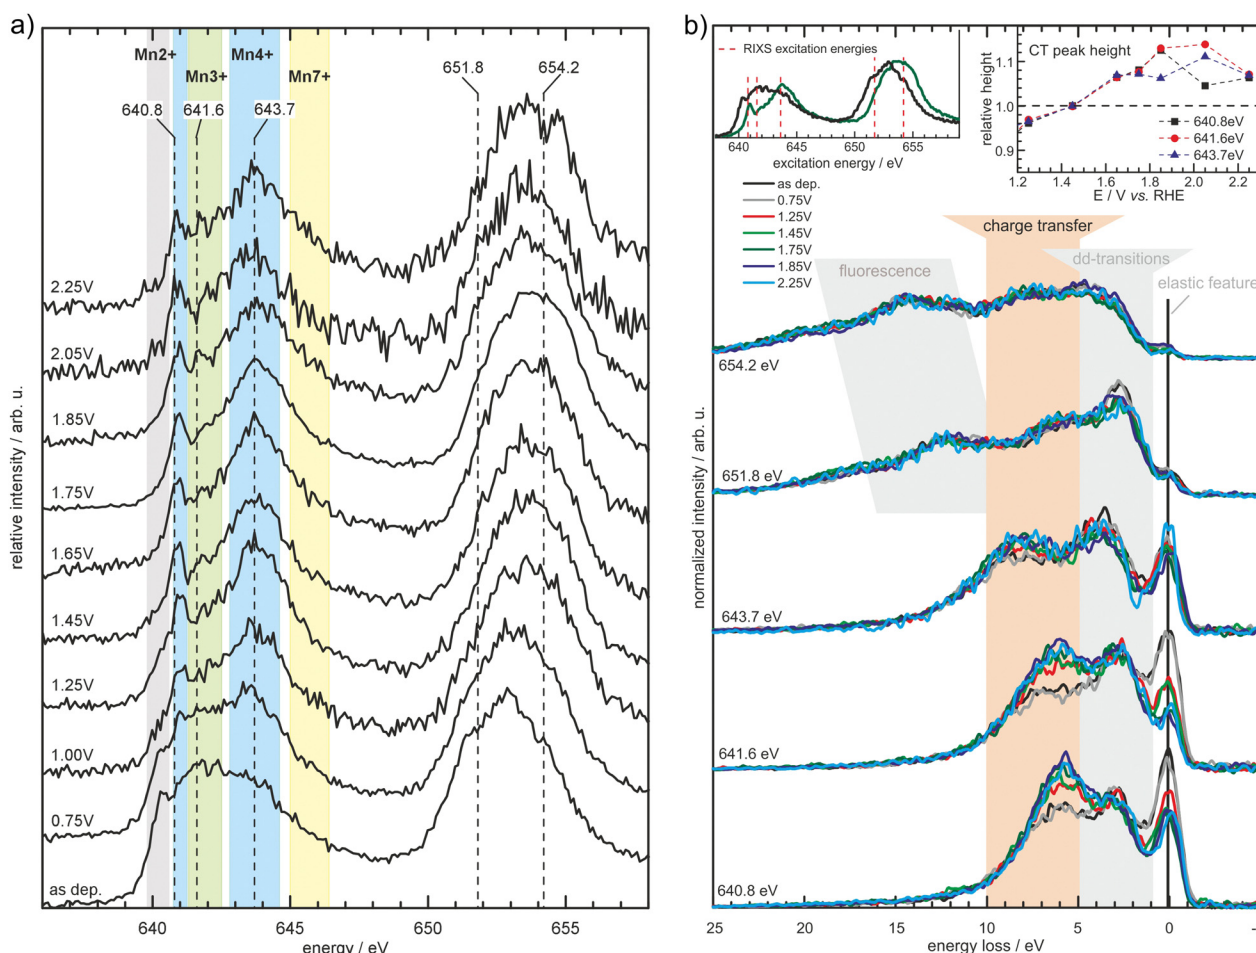 a)
Mn2+
Mn3+
Mn4+
Mn7+
640.8
641.6
643.7
651.8
654.2
2.25V
2.05V
1.85V
1.75V
1.65V
1.45V
1.25V
1.00V
0.75V
as dep.
relative intensity / arb. u.
640
645
650
655
energy / eV
b)
RIXS excitation energies
640
645
650
655
excitation energy / eV
CT peak height
relative height
1.1
1.0
0.9
640.8eV
641.6eV
643.7eV
1.2
1.4
1.6
1.8
2.0
2.2
E / V vs. RHE
as dep.
0.75V
1.25V
1.45V
1.75V
1.85V
2.25V
charge transfer
dd-transitions
fluorescence
elastic feature
654.2 eV
651.8 eV
643.7 eV
641.6 eV
640.8 eV
normalized intensity / arb. u.
25
20
15
10
5
0
energy loss / eV